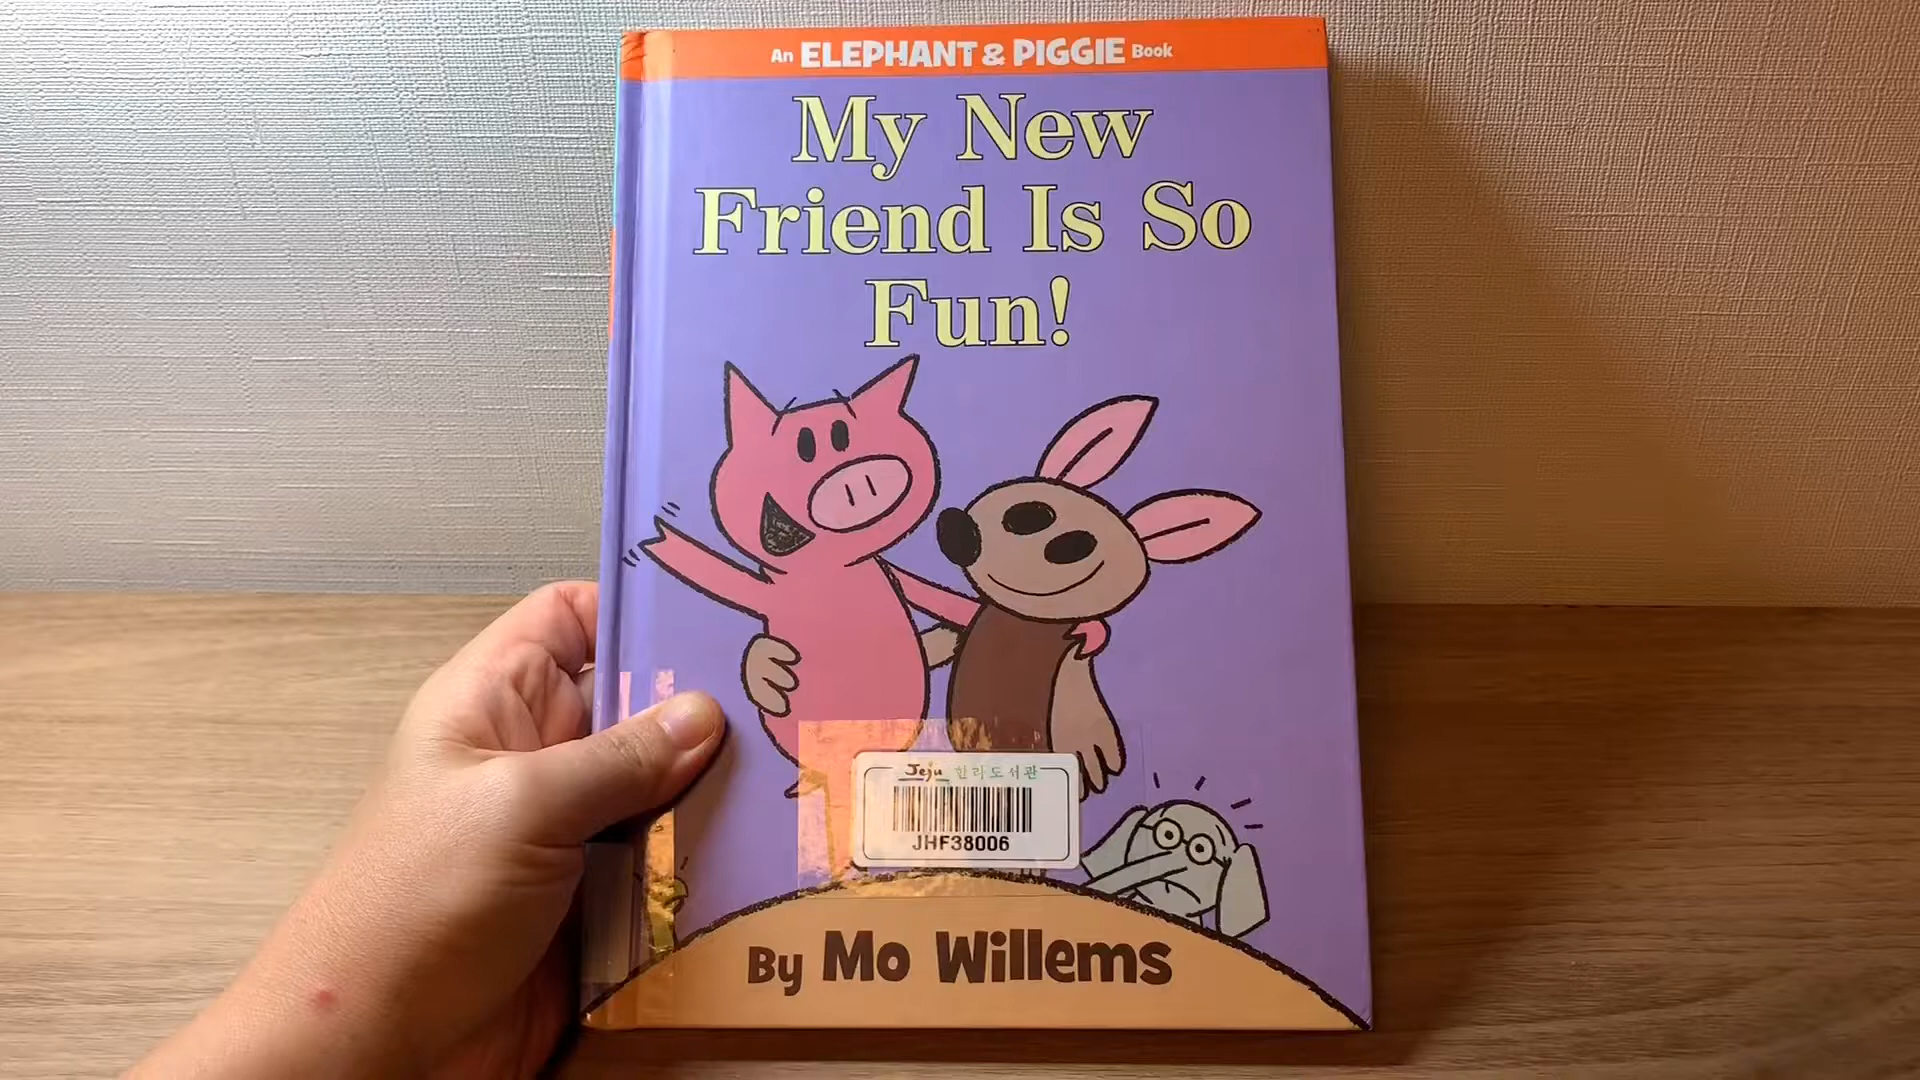 An ELEPHANT & PIGGIE Book
My New
Friend Is So
Fun!
Jeju 한라도서관
JHF38006
By Mo Willems